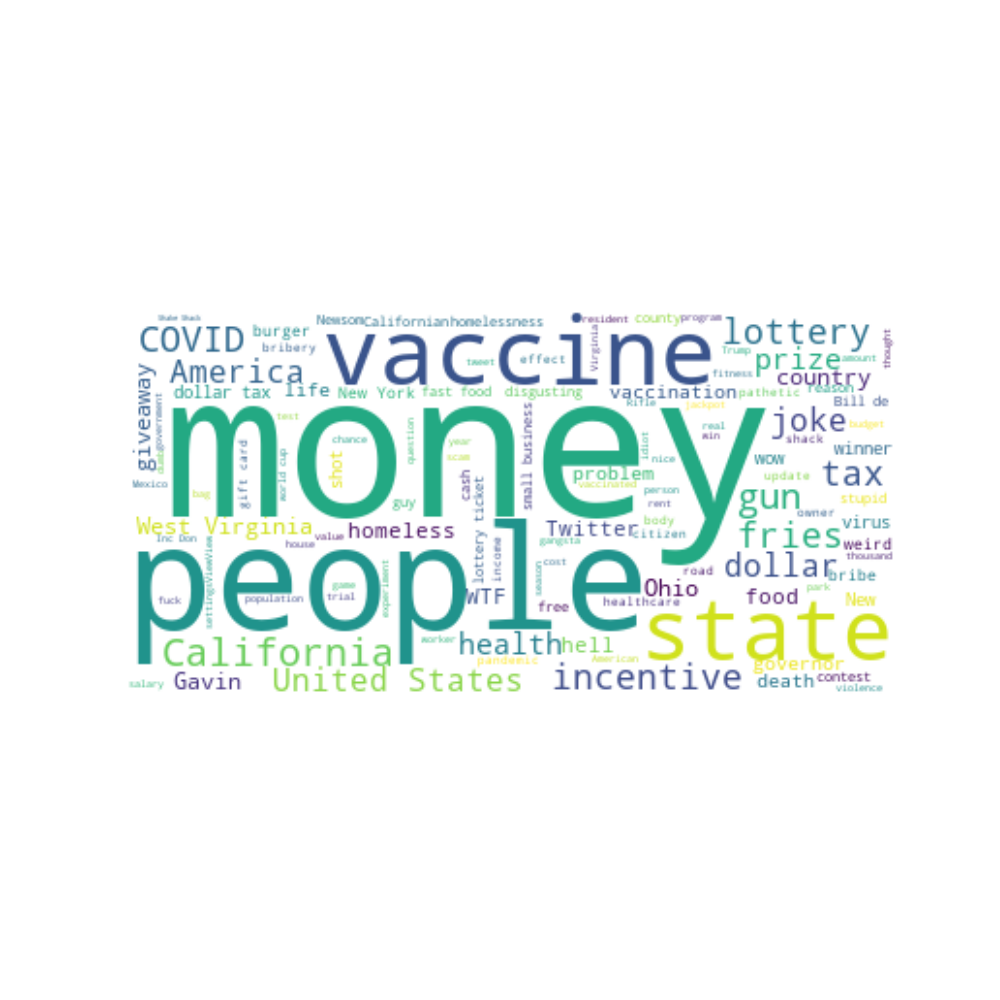 Shake Shack
COVID
burger
bribery
Newsom
Californian
homelessness
vaccine
resident
county
program
lottery
America
tweet
effect
Virginia
Trump
prize
amount
thought
giveaway
dollar tax
life
New York
fast food
disgusting
vaccination
fitness
pathetic
country
reason
Bill de
government
dumb
test
money
Rifle
jackpot
joke
budget
small business
chance
question
year
scam
real
win
shack
winner
idiot
nice
wow
tax
Mexico
bag
gift card
world cup
shot
cash
lottery ticket
problem
vaccinated
person
update
gun
stupid
guy
rent
owner
West Virginia
homeless
Twitter
body
citizen
fries
virus
Inc Don
house
value
gangsta
weird
thousand
people
settingsViewView
income
season
cost
road
dollar
bribe
fuck
population
game
trial
experiment
WTF
free
healthcare
Ohio
food
park
New
state
worker
health
hell
California
pandemic
American
governor
salary
Gavin
United States
incentive
death
contest
violence